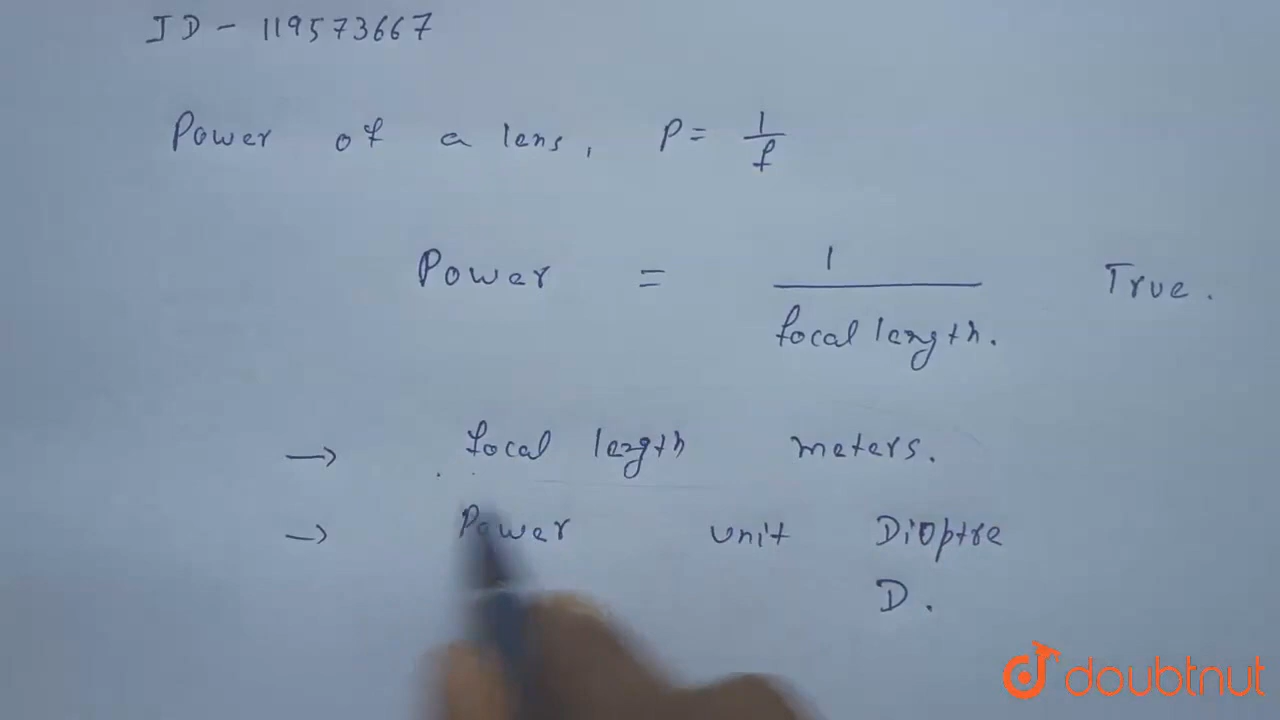 ID - 119573667
Power of a lens, P = 1/f
Power = 1/focal length. True.
→ focal length meters.
→ Power unit Dioptre
D.
doubtnut